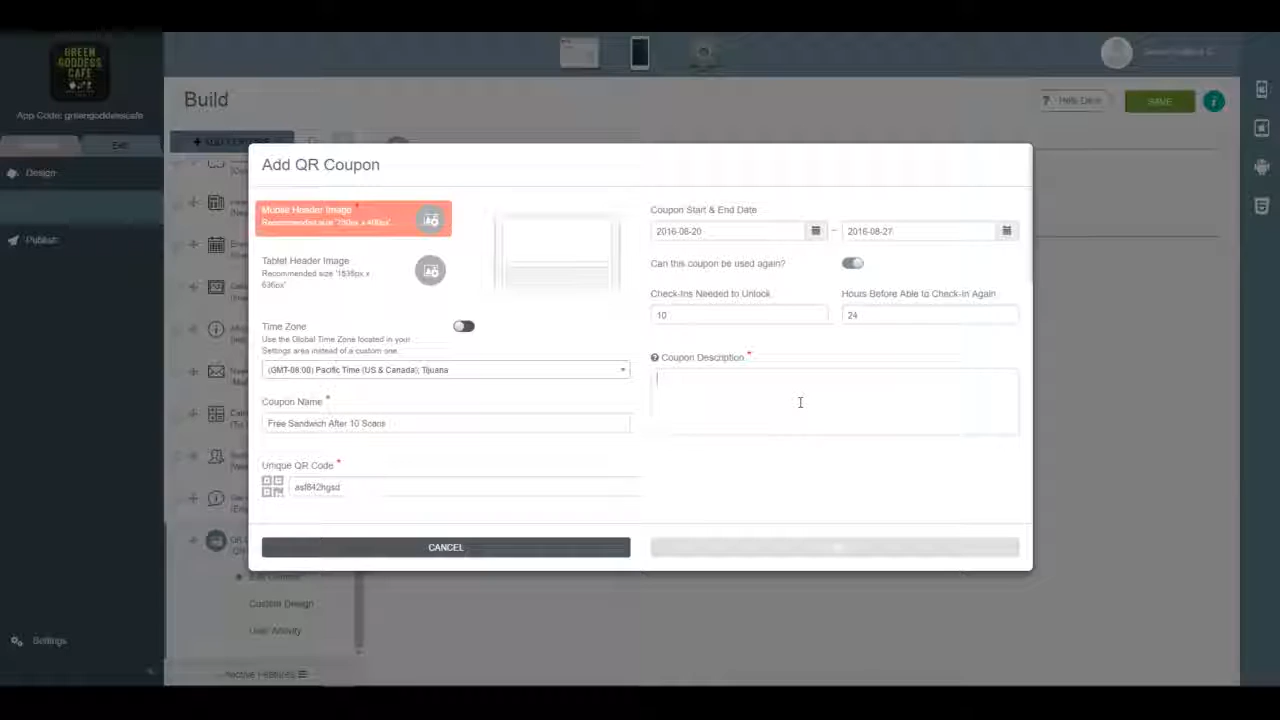 GREEN
GODDESS
CAFE
App Code: greengoddesscafe
Edit
Design
Publish
Settings
Build
Help Desk
SAVE
Add QR Coupon
Mobile Header Image *
Tablet Header Image
Recommended size '1536px x
636px'
Time Zone
Use the Global Time Zone located in your
Settings area instead of a custom one.
(GMT-08:00) Pacific Time (US & Canada); Tijuana
Coupon Name *
Free Sandwich After 10 Scans
Unique QR Code *
asf842hgsd
Coupon Start & End Date
2016-08-20 - 2016-08-27
Can this coupon be used again?
Check-Ins Needed to Unlock
10
Hours Before Able to Check-in Again
24
Coupon Description *
CANCEL
Custom Design
User Activity